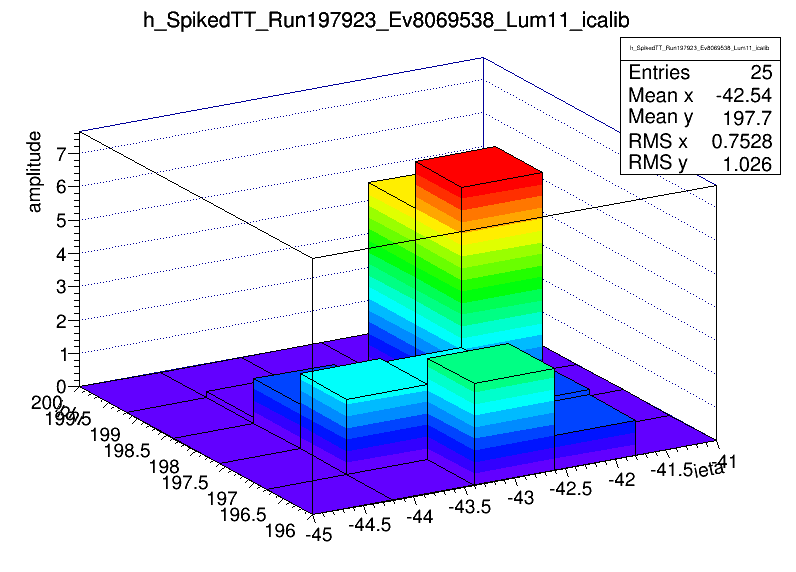 h_SpikedTT_Run197923_Ev8069538_Lum11_icalib
h_SpikedTT_Run197923_Ev8069538_Lum11_icalib
Entries 25
Mean x -42.54
Mean y 197.7
RMS x 0.7528
RMS y 1.026
amplitude
7
6
5
4
3
2
1
0
200
199.5
199
198.5
198
197.5
197
196.5
196
-45
-44.5
-44
-43.5
-43
-42.5
-42
-41.5
-41
ieta